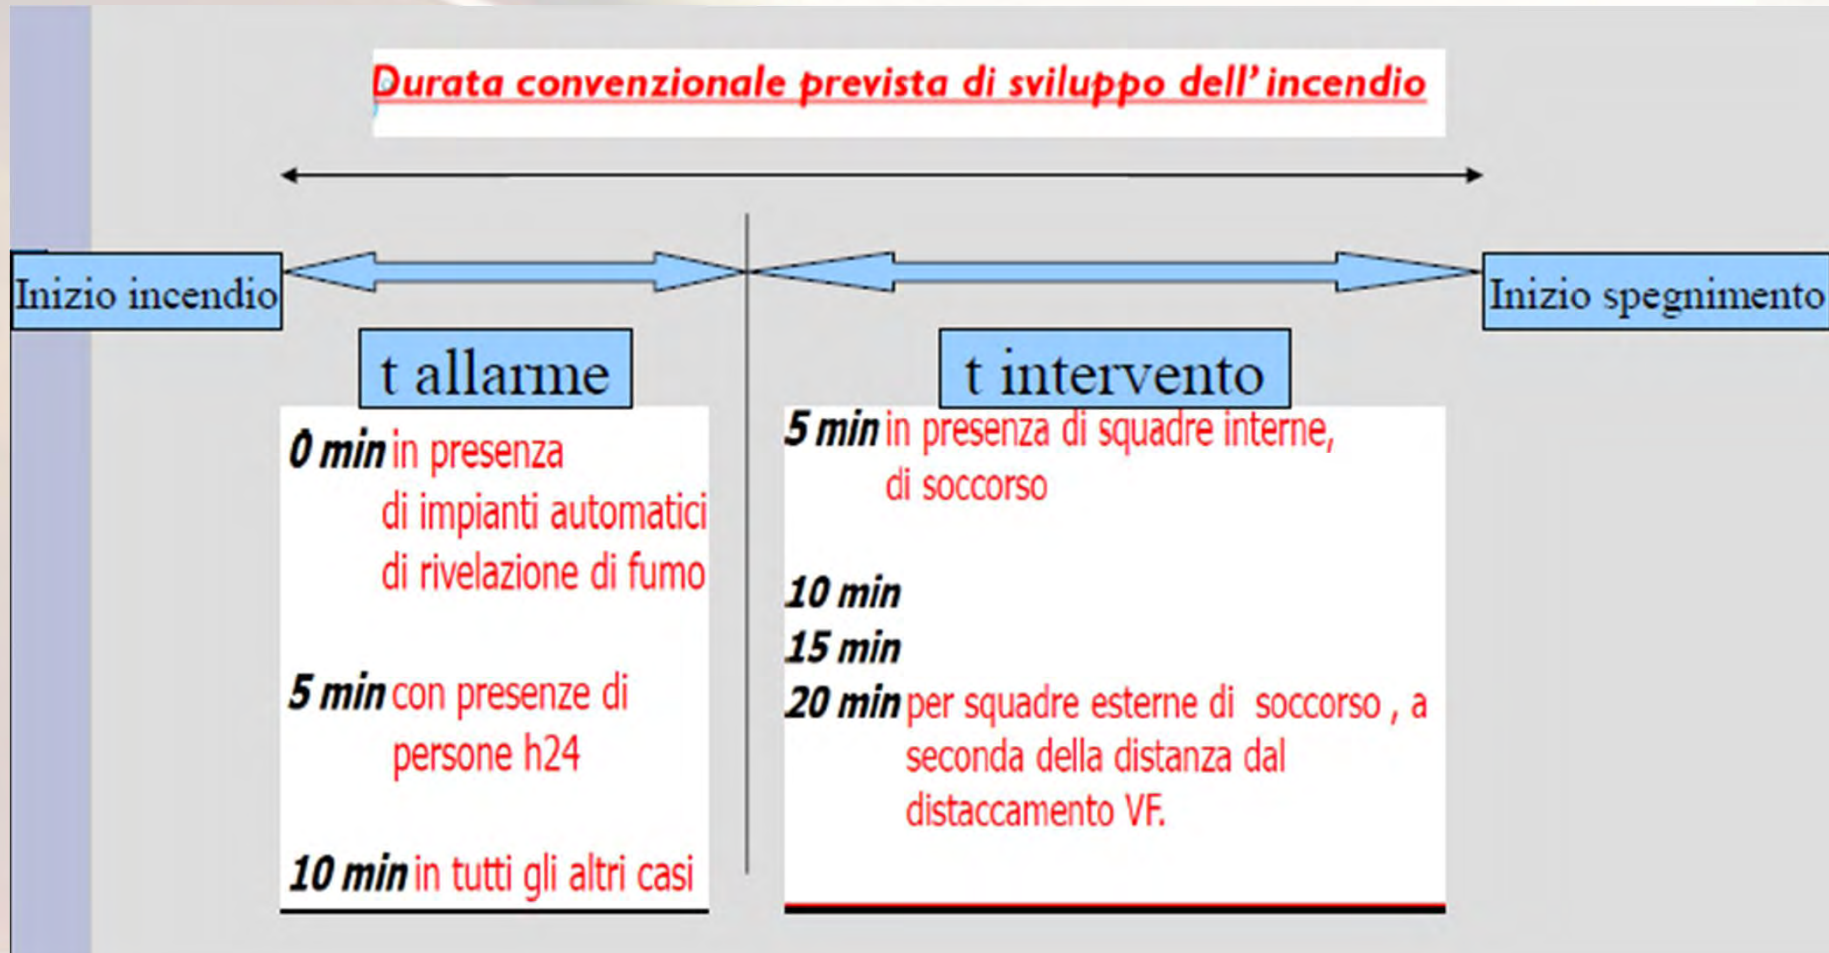 Durata convenzionale prevista di sviluppo dell' incendio
Inizio incendio
Inizio spegnimento
t allarme
0 min in presenza
di impianti automatici
di rivelazione di fumo
5 min con presenze di
persone h24
10 min in tutti gli altri casi
t intervento
5 min in presenza di squadre interne,
di soccorso
10 min
15 min
20 min per squadre esterne di soccorso , a
seconda della distanza dal
distaccamento VF.